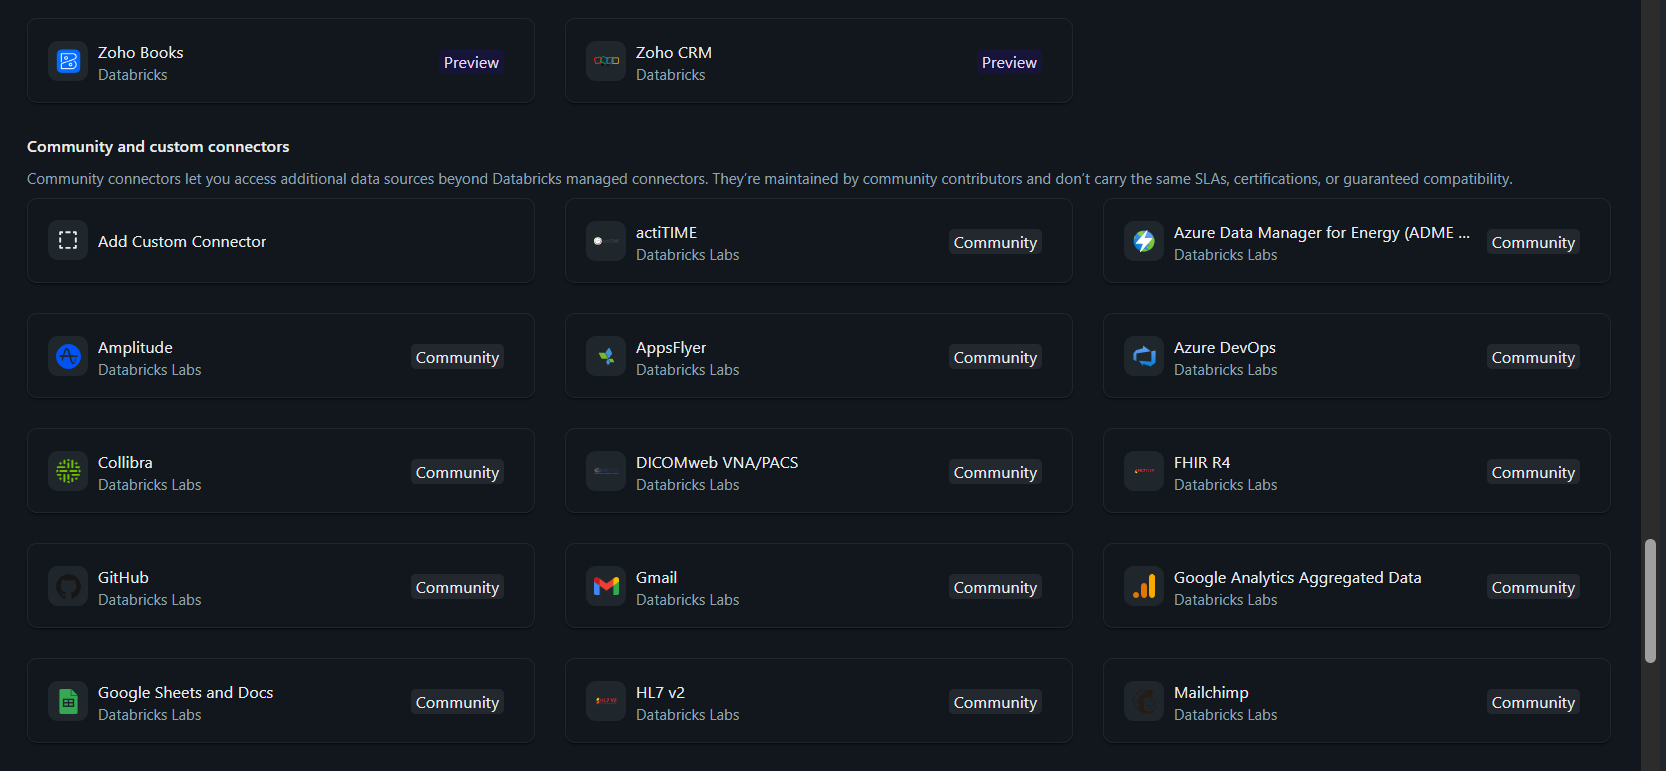 Zoho Books
Databricks
Preview
Zoho CRM
Databricks
Preview
Community and custom connectors
Community connectors let you access additional data sources beyond Databricks managed connectors. They're maintained by community contributors and don't carry the same SLAs, certifications, or guaranteed compatibility.
Add Custom Connector
actiTIME
Databricks Labs
Community
Azure Data Manager for Energy (ADME ...
Databricks Labs
Community
Amplitude
Databricks Labs
Community
AppsFlyer
Databricks Labs
Community
Azure DevOps
Databricks Labs
Community
Collibra
Databricks Labs
Community
DICOMweb VNA/PACS
Databricks Labs
Community
FHIR R4
Databricks Labs
Community
GitHub
Databricks Labs
Community
Gmail
Databricks Labs
Community
Google Analytics Aggregated Data
Databricks Labs
Community
Google Sheets and Docs
Databricks Labs
Community
HL7 v2
Databricks Labs
Community
Mailchimp
Databricks Labs
Community